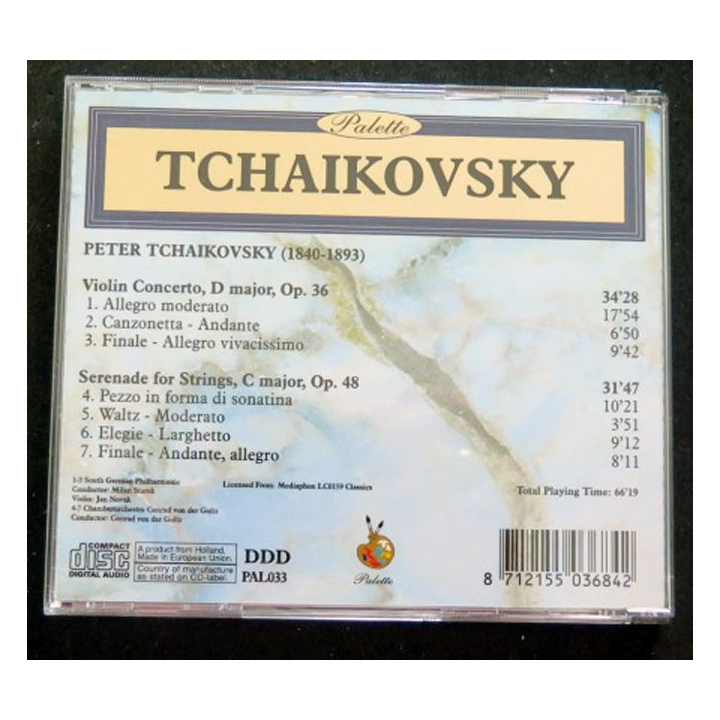 Palette
TCHAIKOVSKY
PETER TCHAIKOVSKY (1840-1893)
Violin Concerto, D major, Op. 36 34'28
1. Allegro moderato 17'54
2. Canzonetta - Andante 6'50
3. Finale - Allegro vivacissimo 9'42
Serenade for Strings, C major, Op. 48 31'47
4. Pezzo in forma di sonatina 10'21
5. Waltz - Moderato 3'51
6. Elegie - Larghetto 9'12
7. Finale - Andante, allegro 8'11
1-3 South German Philharmonic
Conductor: Milan
Violin: Jan Novak
4-7 Chamberorchestra Conrad von der Goltz
Conductor: Conrad von der Goltz
Licensed From: Mediaphon LC0159 Classics
Total Playing Time: 66'19
COMPACT
disc
DIGITAL AUDIO
A product from Holland.
Made in European Union.
Country of manufacture
as stated on CD-label.
DDD
PAL033
Palette
8 712155 036842